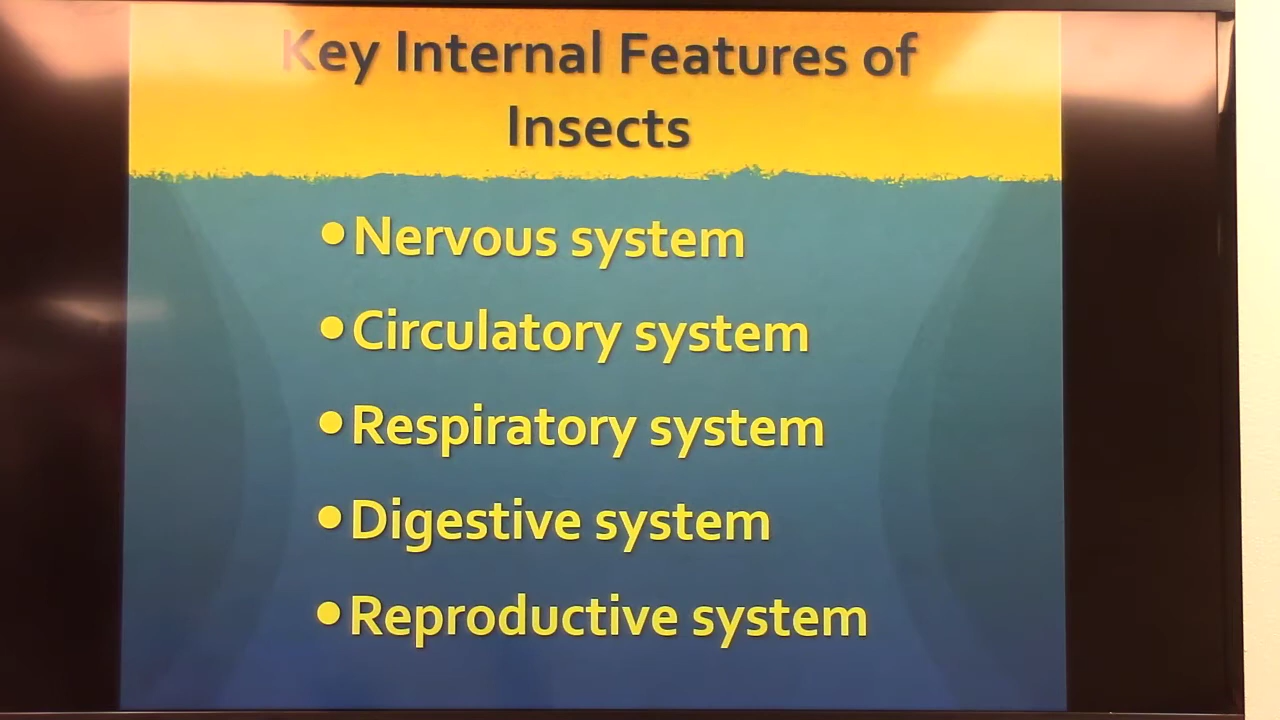 Key Internal Features of
Insects
• Nervous system
• Circulatory system
• Respiratory system
• Digestive system
• Reproductive system